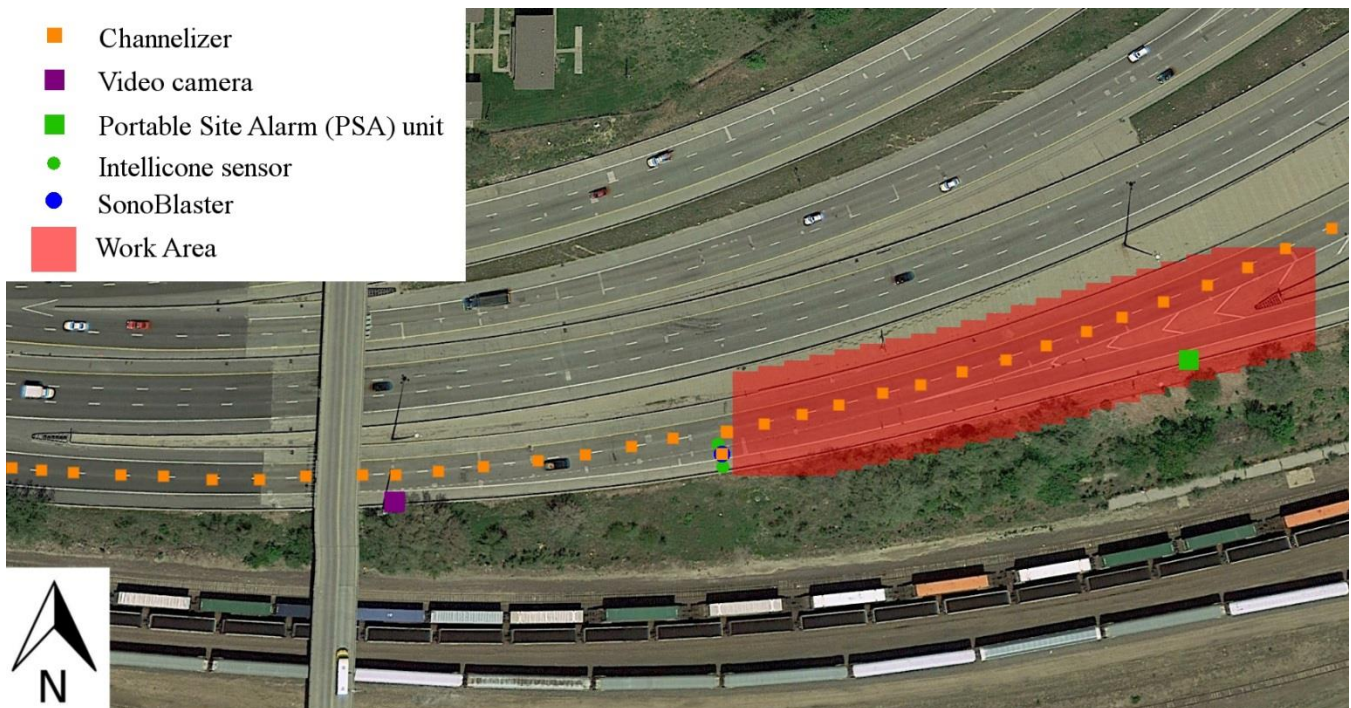 Channelizer
Video camera
Portable Site Alarm (PSA) unit
Intellicone sensor
SonoBlaster
Work Area
N